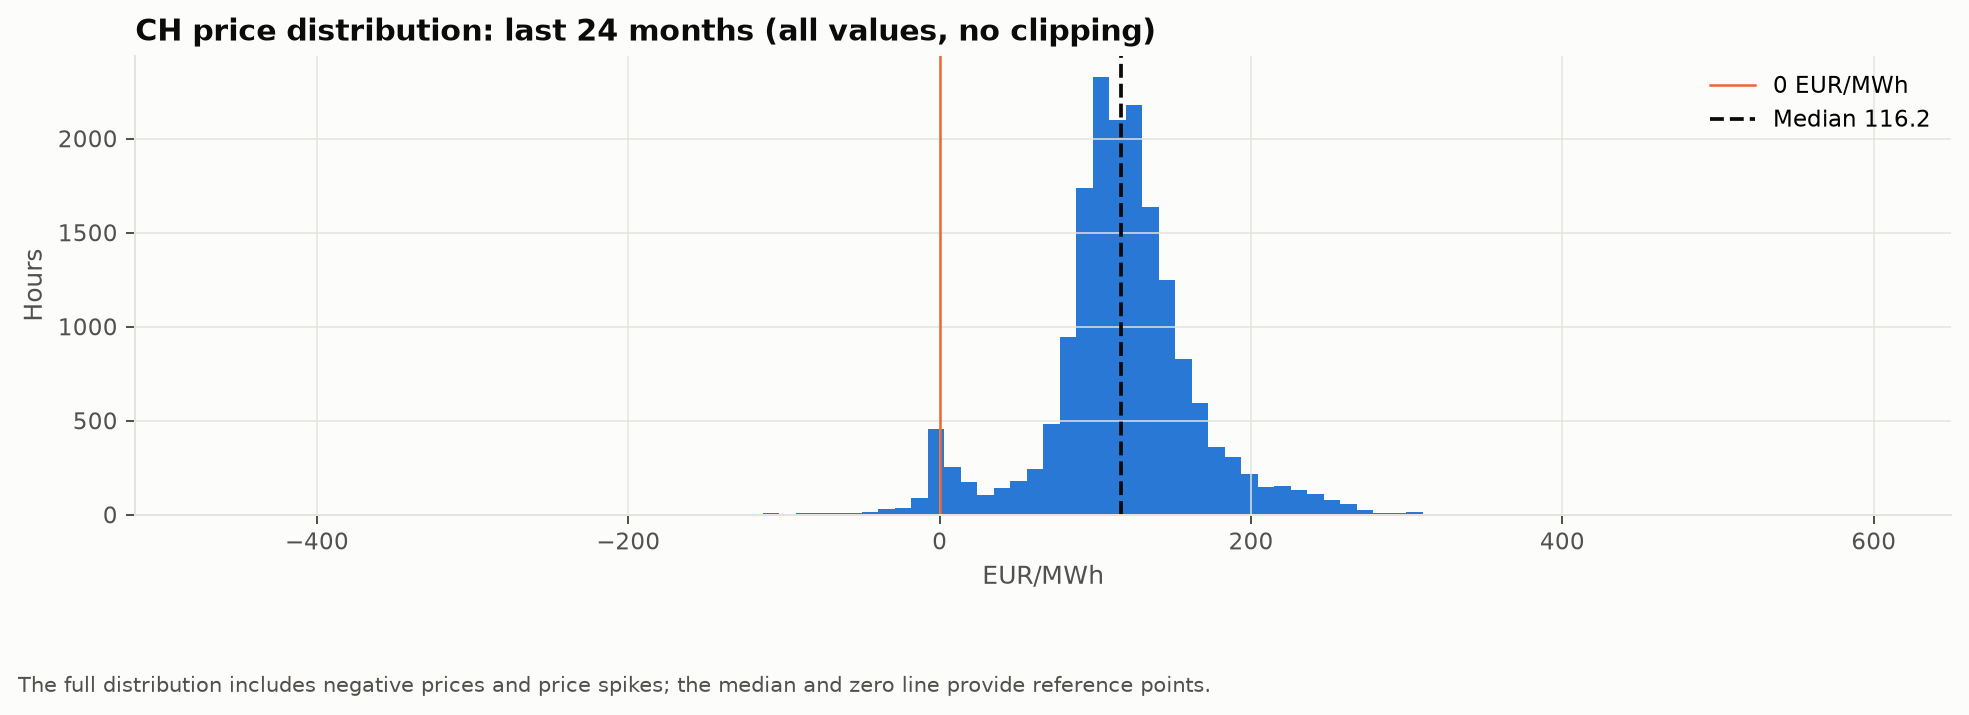 CH price distribution: last 24 months (all values, no clipping)
0 EUR/MWh
Median 116.2
2000
1500
1000
500
0
Hours
−400
−200
0
200
400
600
EUR/MWh
The full distribution includes negative prices and price spikes; the median and zero line provide reference points.